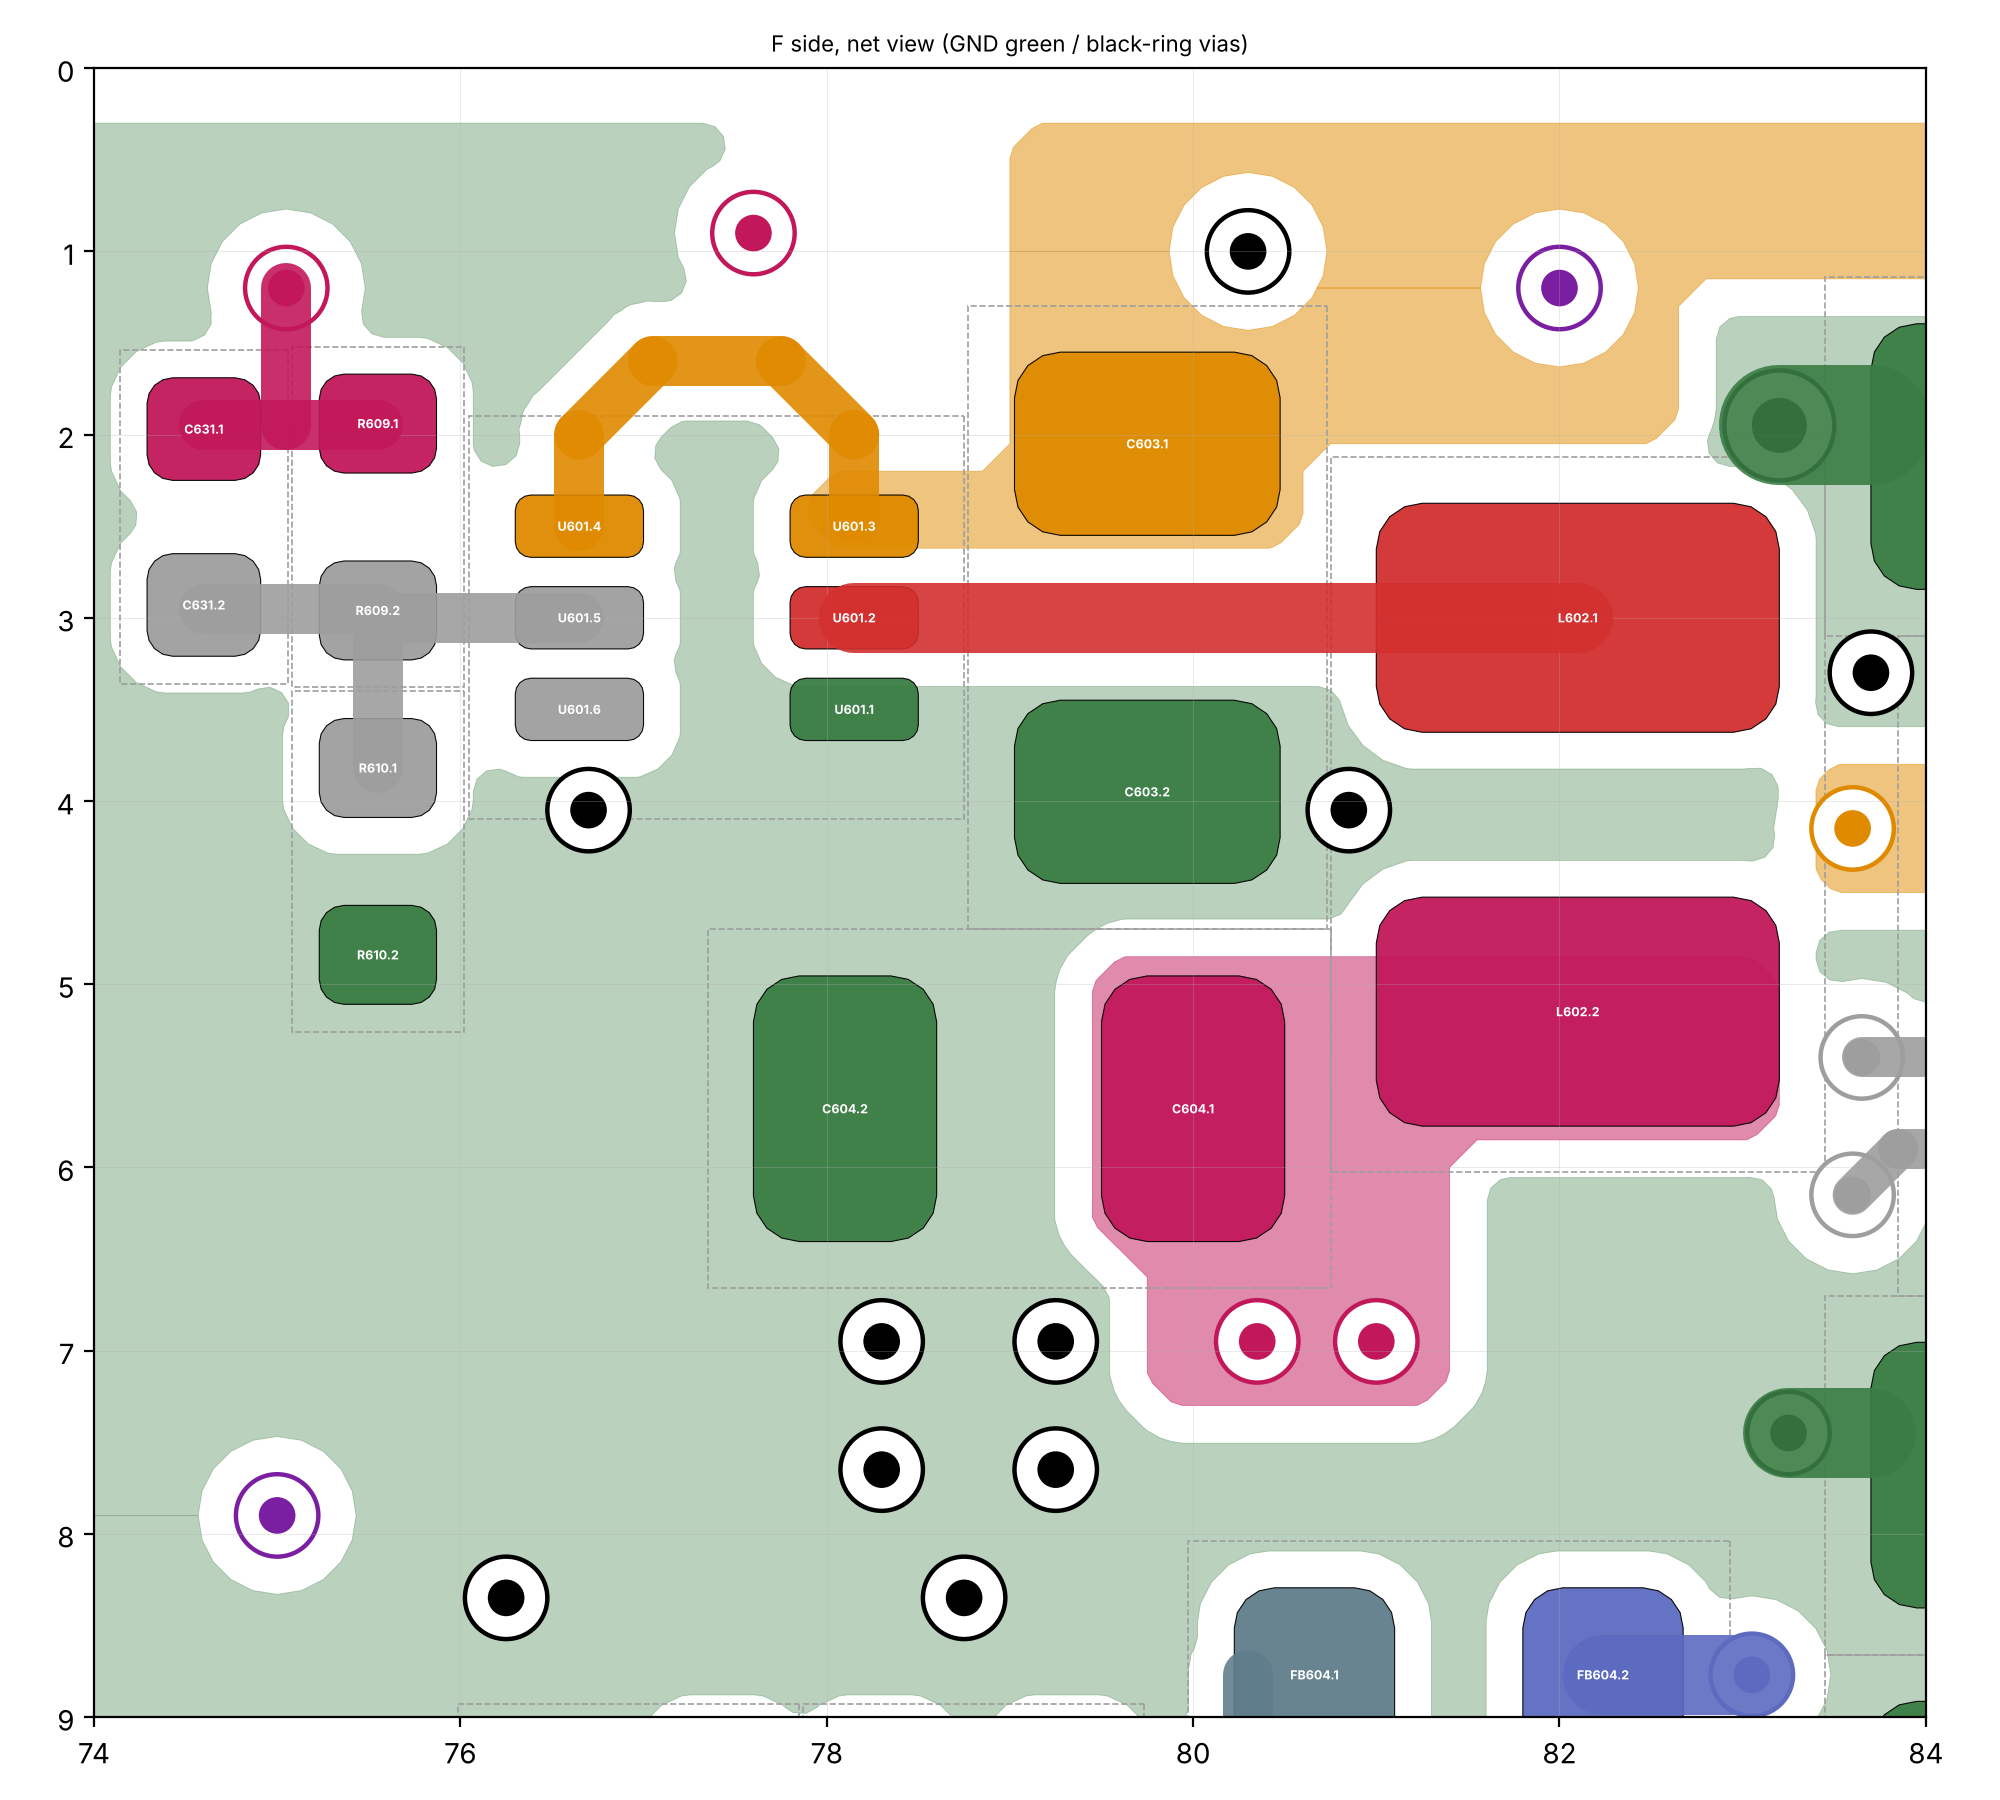 F side, net view (GND green / black-ring vias)
0
1
2
3
4
5
6
7
8
9
74
76
78
80
82
84
C631.1
R609.1
C603.1
U601.4
U601.3
C631.2
R609.2
U601.5
U601.2
L602.1
U601.6
U601.1
R610.1
C603.2
R610.2
L602.2
C604.2
C604.1
FB604.1
FB604.2